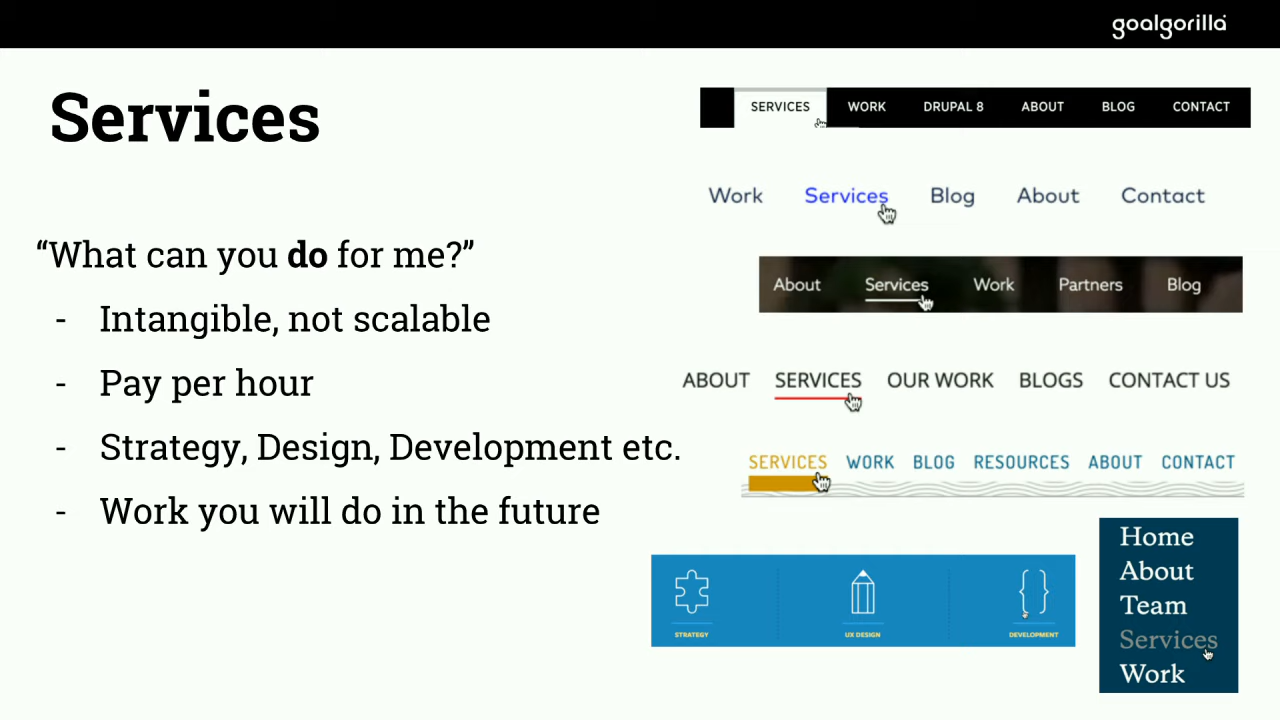 goalgorilla
Services
“What can you do for me?”
- Intangible, not scalable
- Pay per hour
- Strategy, Design, Development etc.
- Work you will do in the future
SERVICES WORK DRUPAL 8 ABOUT BLOG CONTACT
Work Services Blog About Contact
About Services Work Partners Blog
ABOUT SERVICES OUR WORK BLOGS CONTACT US
SERVICES WORK BLOG RESOURCES ABOUT CONTACT
STRATEGY UX DESIGN DEVELOPMENT
Home
About
Team
Services
Work